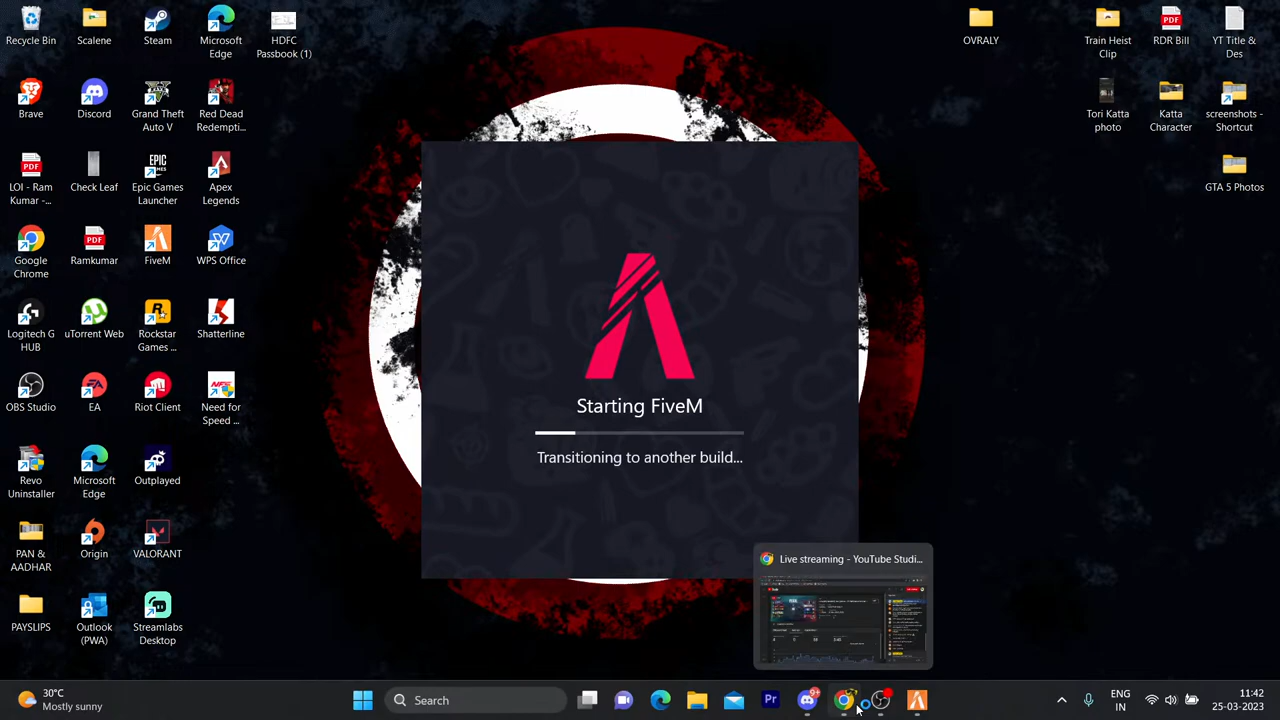 Recycle Bin
Scalene
Steam
Microsoft
Edge
HDFC
Passbook (1)
OVRALY
Train Heist
Clip
RDR Bill
YT Title &
Des
Brave
Discord
Grand Theft
Auto V
Red Dead
Redempti...
Tori Katta
photo
Katta
Character
screenshots -
Shortcut
LOI - Ram
Kumar -...
Check Leaf
Epic Games
Launcher
Apex
Legends
GTA 5 Photos
Google
Chrome
Ramkumar
FiveM
WPS Office
Logitech G
HUB
uTorrent Web
Rockstar
Games ...
Shatterline
OBS Studio
EA
Riot Client
Need for
Speed ...
Starting FiveM
Transitioning to another build...
Revo
Uninstaller
Microsoft
Edge
Outplayed
PAN &
AADHAR
Origin
VALORANT
Live streaming - YouTube Studi...
PAYSLIPS
Outlook
(PWA)
Streamlabs
Desktop
30°C
Mostly sunny
Search
Pr
9+
ENG
IN
11:42
25-03-2023